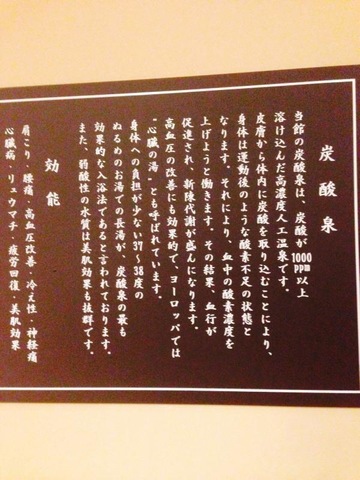 炭酸泉
当館の炭酸泉は、炭酸が1000ppm以上
溶け込んだ高濃度人工温泉です。
皮膚から体内に炭酸を取り込むことにより、
身体は運動後のような酸素不足の状態と
なります。それにより、血中の酸素濃度を
上げようと働きます。その結果、血行が
促進され、新陳代謝が盛んになります。
高血圧の改善にも効果的で、ヨーロッパでは
“心臓の湯”とも呼ばれています。
身体への負担が少ない37〜38度の
ぬるめのお湯での長湯が、炭酸泉の最も
効果的な入浴法であると言われております。
また、弱酸性の水質は美肌効果も抜群です。
効能
肩こり・腰痛・高血圧改善・冷え性・神経痛
心臓病・リュウマチ・疲労回復・美肌効果